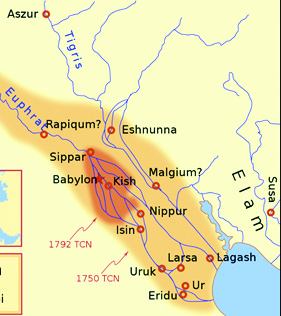 Aszur
Tigris
Euphrat
Rapiqum?
Eshnunna
Sippar
Babylon
Kish
Malgium?
Elam
Susa
Nippur
Isin
1792 TCN
1750 TCN
Uruk
Larsa
Lagash
Ur
Eridu